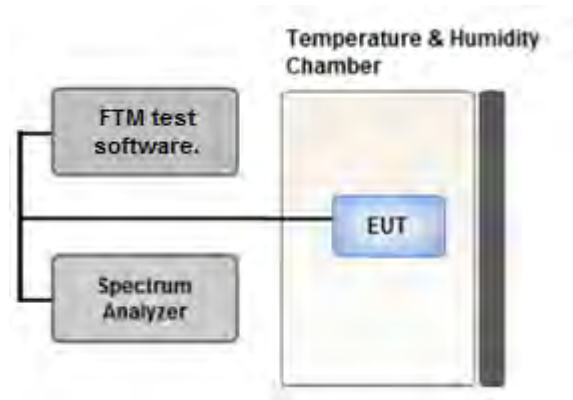 Temperature & Humidity
Chamber
FTM test
software.
EUT
Spectrum
Analyzer